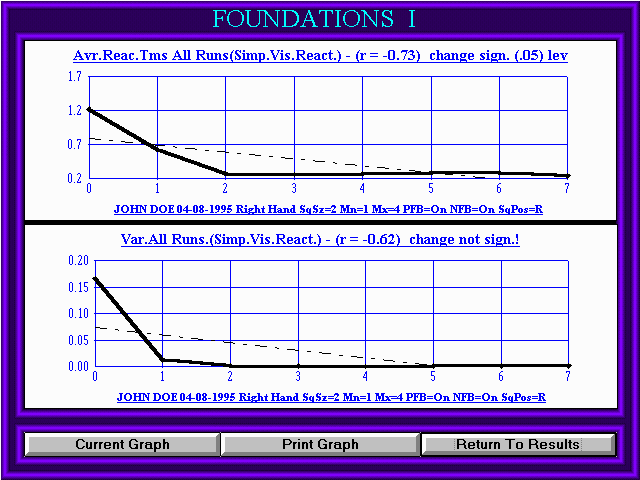 FOUNDATIONS I
Avr.Reac.Tms All Runs(Simp.Vis.React.) - (r = -0.73) change sign. (.05) lev
1.7
1.2
0.7
0.2
0 1 2 3 4 5 6 7
JOHN DOE 04-08-1995 Right Hand SqSz=2 Mn=1 Mx=4 PFB=On NFB=On SqPos=R
Var.All Runs.(Simp.Vis.React.) - (r = -0.62) change not sign.!
0.20
0.15
0.10
0.05
0.00
0 1 2 3 4 5 6 7
JOHN DOE 04-08-1995 Right Hand SqSz=2 Mn=1 Mx=4 PFB=On NFB=On SqPos=R
Current Graph Print Graph Return To Results